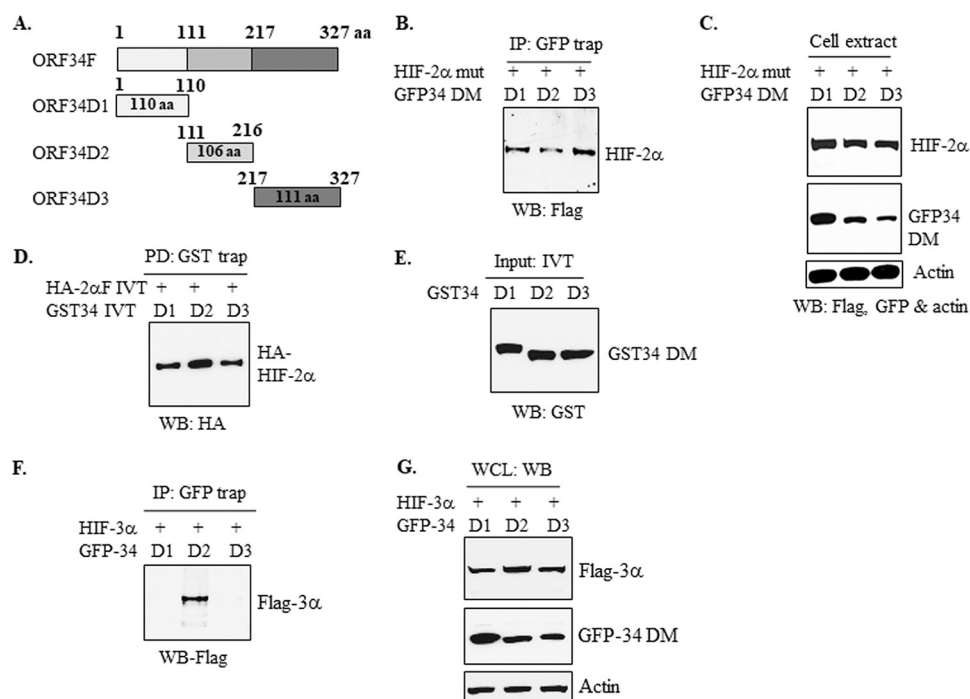 A.
1 111 217 327 aa
ORF34F
1 110
ORF34D1 110 aa
111 216
ORF34D2 106 aa
217 327
ORF34D3 111 aa
B.
IP: GFP trap
HIF-2α mut + + +
GFP34 DM D1 D2 D3
HIF-2α
WB: Flag
C.
Cell extract
HIF-2α mut + + +
GFP34 DM D1 D2 D3
HIF-2α
GFP34
DM
Actin
WB: Flag, GFP & actin
D.
PD: GST trap
HA-2αF IVT + + +
GST34 IVT D1 D2 D3
HA-
HIF-2α
WB: HA
E.
Input: IVT
GST34 D1 D2 D3
GST34 DM
WB: GST
F.
IP: GFP trap
HIF-3α + + +
GFP-34 D1 D2 D3
Flag-3α
WB-Flag
G.
WCL: WB
HIF-3α + + +
GFP-34 D1 D2 D3
Flag-3α
GFP-34 DM
Actin